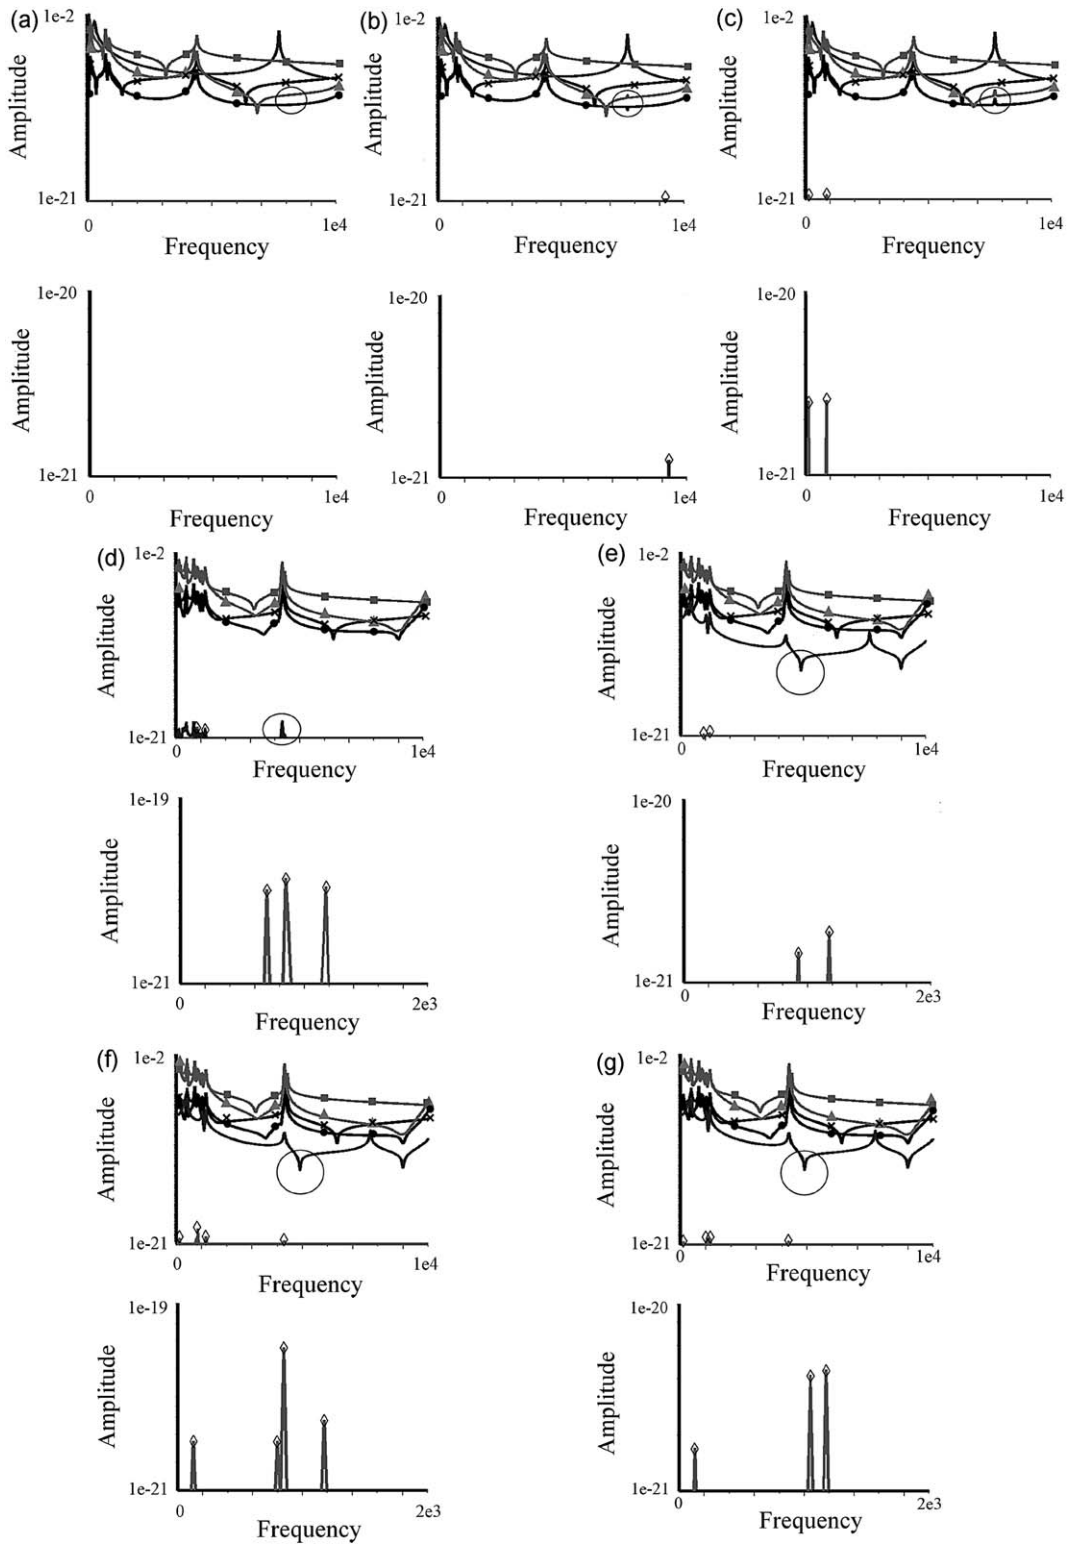 (a) 1e-2 (b) 1e-2 (c) 1e-2
Amplitude Amplitude Amplitude
1e-21 1e-21 1e-21
0 1e4 0 1e4 0 1e4
Frequency Frequency Frequency
1e-20 1e-20 1e-20
Amplitude Amplitude Amplitude
1e-21 1e-21 1e-21
0 1e4 0 1e4 0 1e4
Frequency Frequency Frequency
(d) 1e-2 (e) 1e-2
Amplitude Amplitude
1e-21 1e-21
0 1e4 0 1e4
Frequency Frequency
1e-19 1e-20
Amplitude Amplitude
1e-21 1e-21
0 2e3 0 2e3
Frequency Frequency
(f) 1e-2 (g) 1e-2
Amplitude Amplitude
1e-21 1e-21
0 1e4 0 1e4
Frequency Frequency
1e-19 1e-20
Amplitude Amplitude
1e-21 1e-21
0 2e3 0 2e3
Frequency Frequency